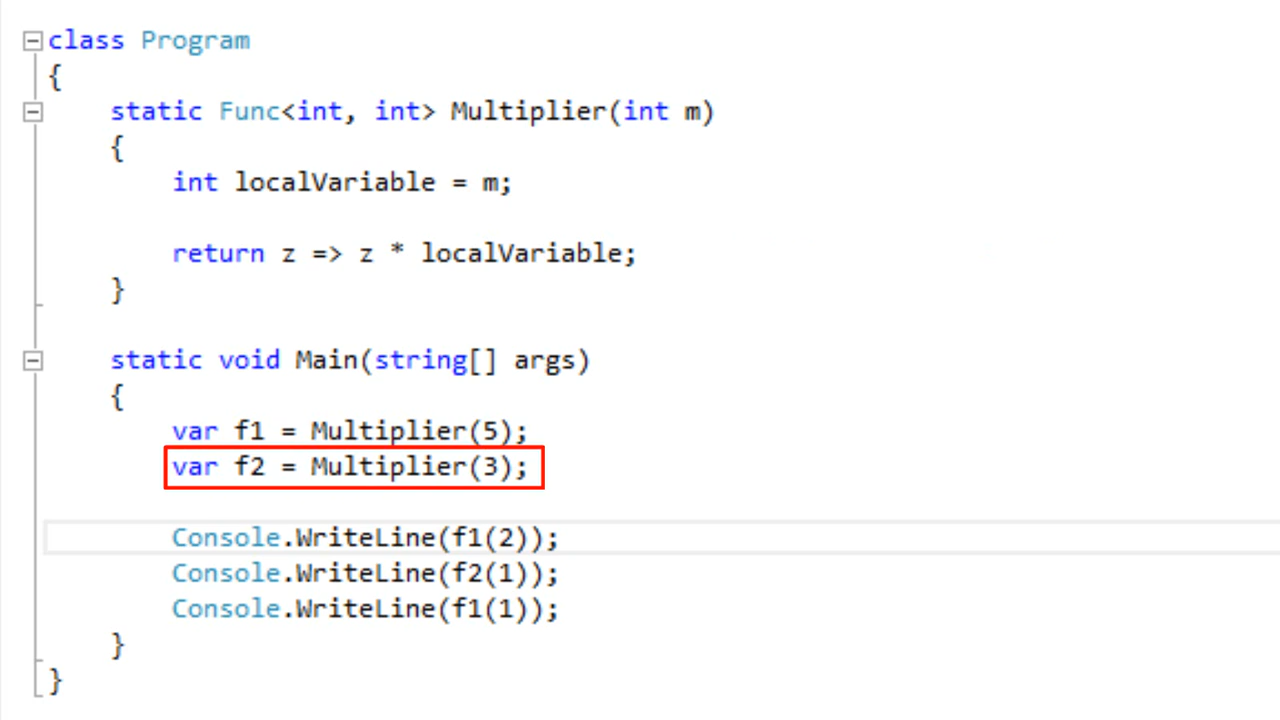 class Program
{
static Func<int, int> Multiplier(int m)
{
int localVariable = m;
return z => z * localVariable;
}
static void Main(string[] args)
{
var f1 = Multiplier(5);
var f2 = Multiplier(3);
Console.WriteLine(f1(2));
Console.WriteLine(f2(1));
Console.WriteLine(f1(1));
}
}